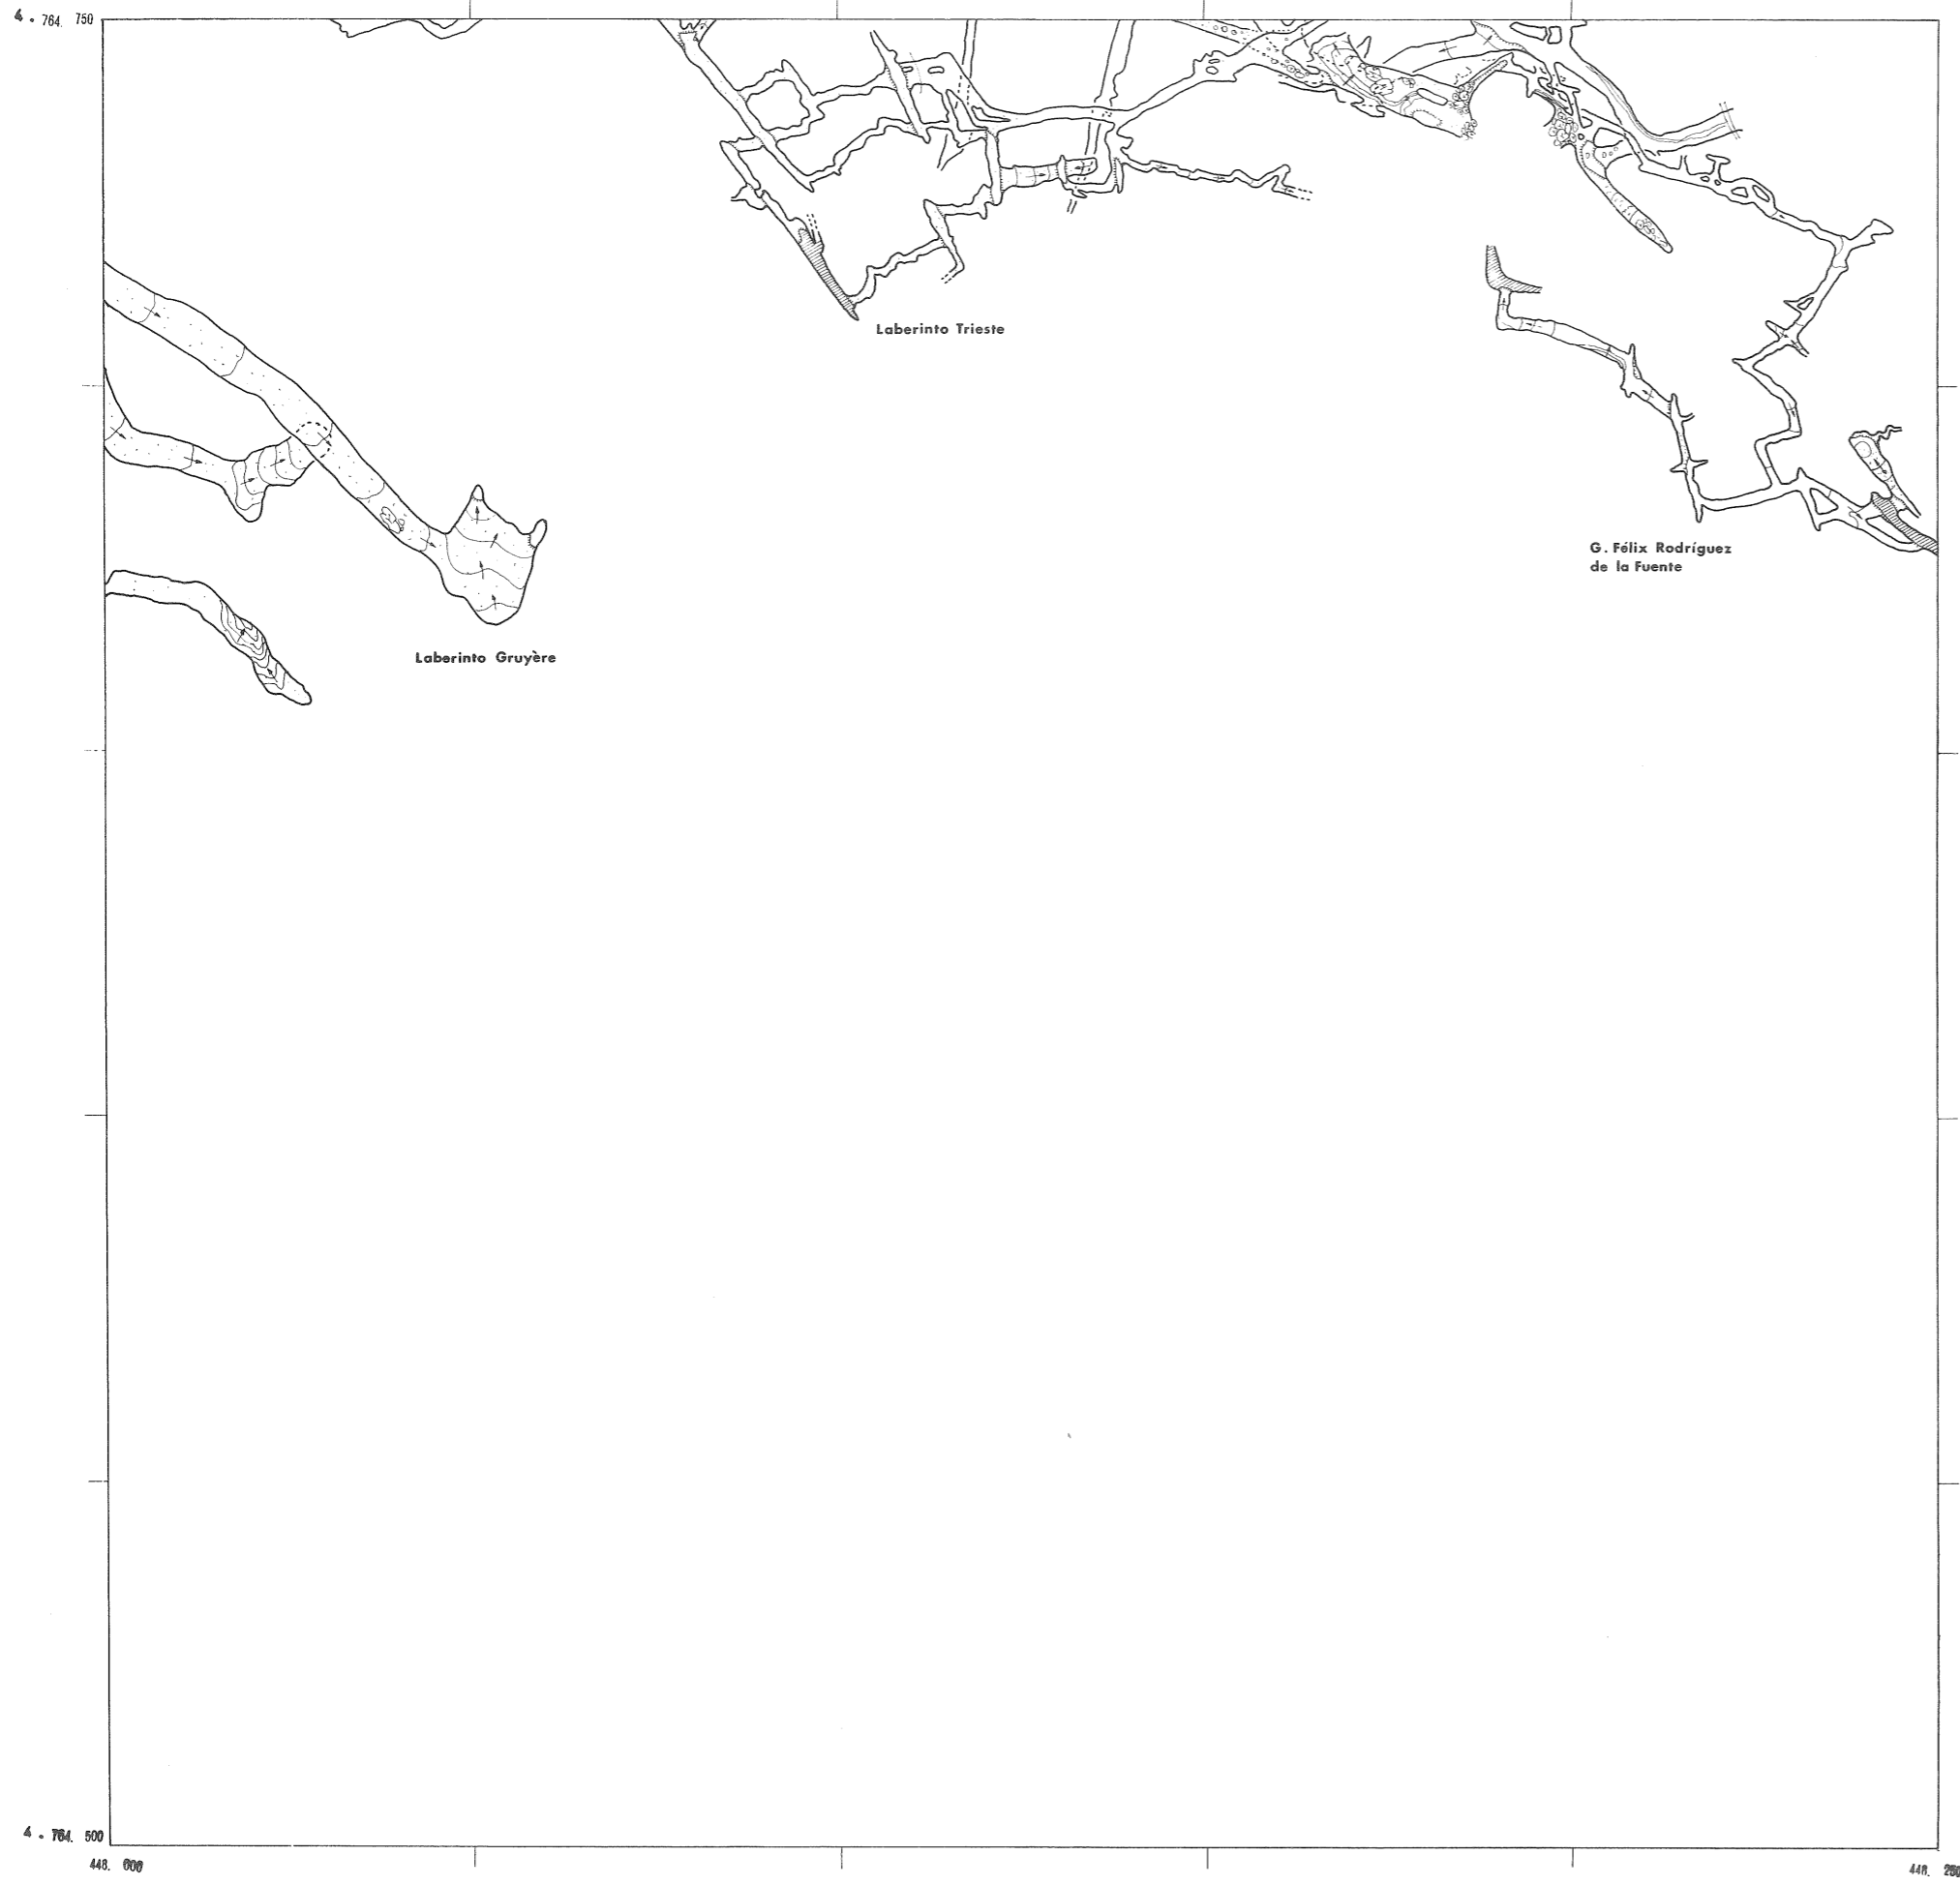 4 . 764. 750
Laberinto Trieste
G. Félix Rodríguez
de la Fuente
Laberinto Gruyère
4 . 764. 500
448. 000
448. 250